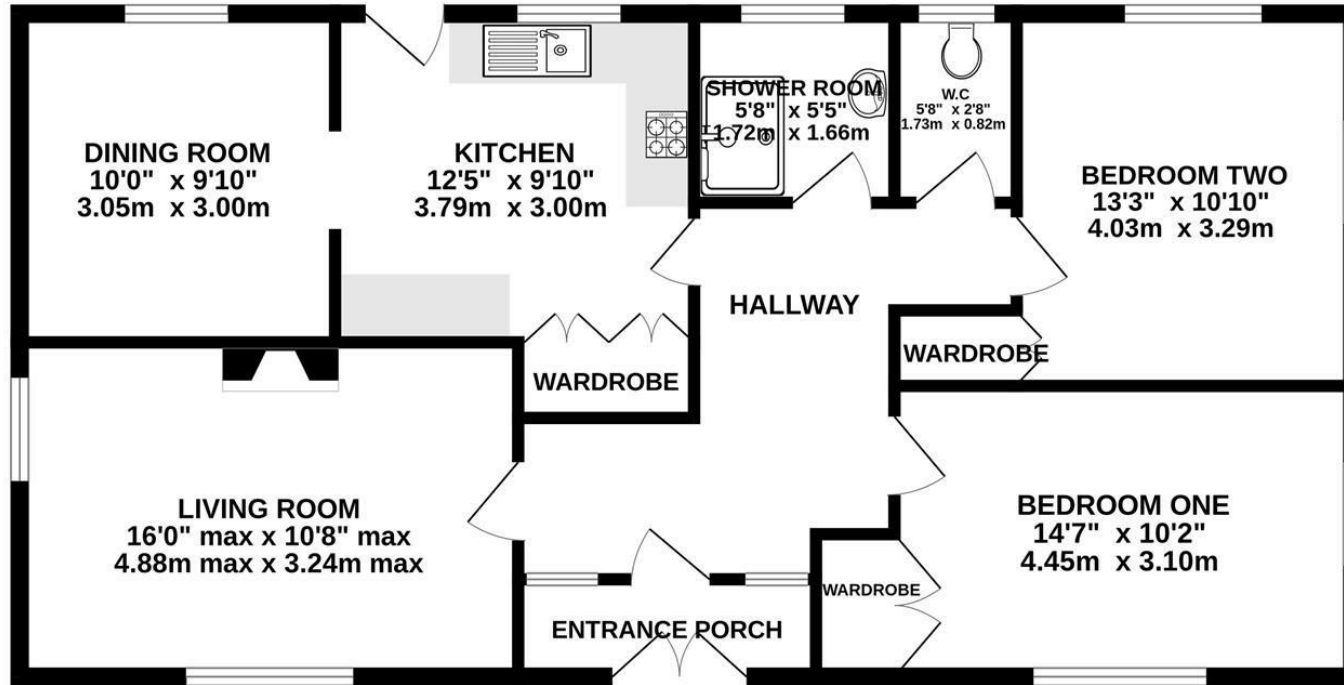 DINING ROOM
10'0" x 9'10"
3.05m x 3.00m
KITCHEN
12'5" x 9'10"
3.79m x 3.00m
SHOWER ROOM
5'8" x 5'5"
1.72m x 1.66m
W.C
5'8" x 2'8"
1.73m x 0.82m
BEDROOM TWO
13'3" x 10'10"
4.03m x 3.29m
HALLWAY
WARDROBE
WARDROBE
LIVING ROOM
16'0" max x 10'8" max
4.88m max x 3.24m max
BEDROOM ONE
14'7" x 10'2"
4.45m x 3.10m
WARDROBE
ENTRANCE PORCH